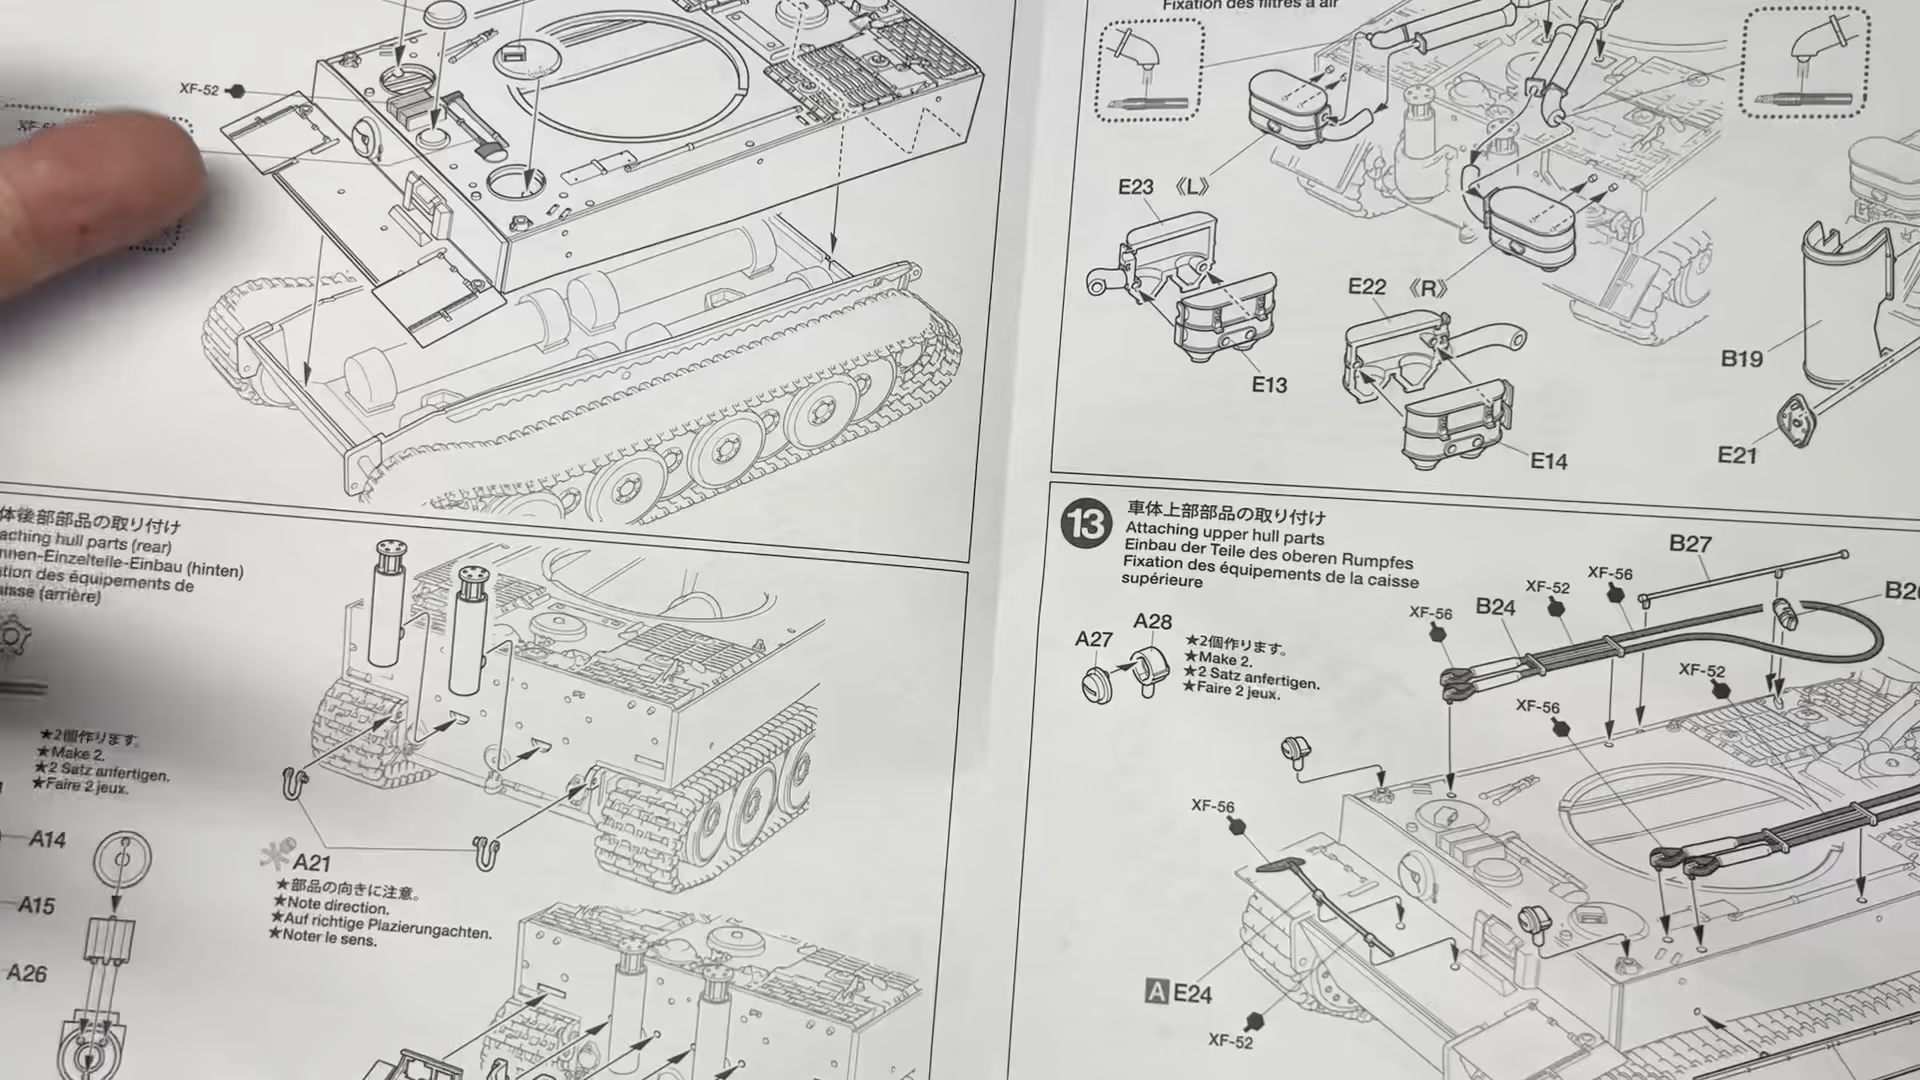 XF-52
体後部部品の取り付け
aching hull parts (rear)
nnen-Einzelteile-Einbau (hinten)
tion des équipements de
aisse (arrière)
★2個作ります。
★Make 2.
★2 Satz anfertigen.
★Faire 2 jeux.
A14
A15
A26
A21
★部品の向きに注意。
★Note direction.
★Auf richtige Plazierungachten.
★Noter le sens.
Fixation des filtres à air
E23 《L》
E13
E22 《R》
E14
B19
E21
13
車体上部部品の取り付け
Attaching upper hull parts
Einbau der Teile des oberen Rumpfes
Fixation des équipements de la caisse
supérieure
A27
A28
★2個作ります。
★Make 2.
★2 Satz anfertigen.
★Faire 2 jeux.
XF-56
B24
XF-52
XF-56
B27
XF-52
XF-56
XF-56
A E24
XF-52